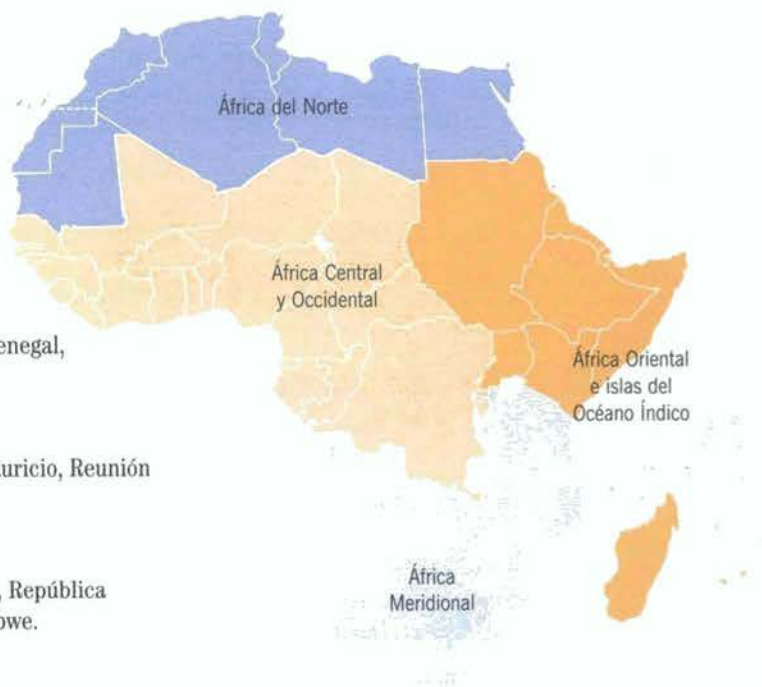 África del Norte
África Central
y Occidental
África Oriental
e islas del
Océano Índico
África
Meridional
enegal,
uricio, Reunión
, República
owe.